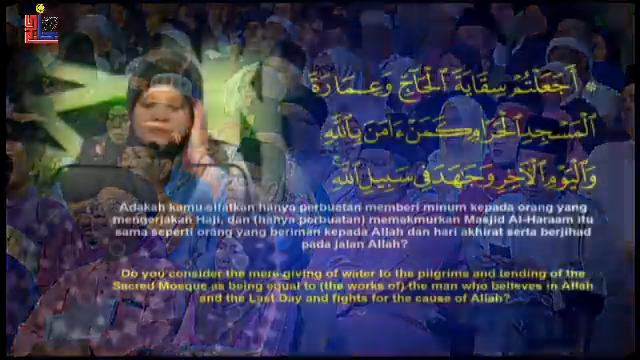 ۞ أَجَعَلْتُمْ سِقَايَةَ الْحَاجِّ وَعِمَارَةَ
الْمَسْجِدِ الْحَرَامِ كَمَنْ ءَامَنَ بِاللَّهِ
وَالْيَوْمِ الْأَخِرِ وَجَهَدَ فِي سَبِيلِ اللَّهِ
Adakah kamu sifatkan hanya perbuatan memberi minum kepada orang yang
mengerjakan Haji, dan (hanya perbuatan) memakmurkan Masjid Al-Haraam itu
sama seperti orang yang beriman kepada Allah dan hari akhirat serta berjihad
pada jalan Allah?
Do you consider the mere giving of water to the pilgrims and tending of the
Sacred Mosque as being equal to (the works of) the man who believes in Allah
and the Last Day and fights for the cause of Allah?